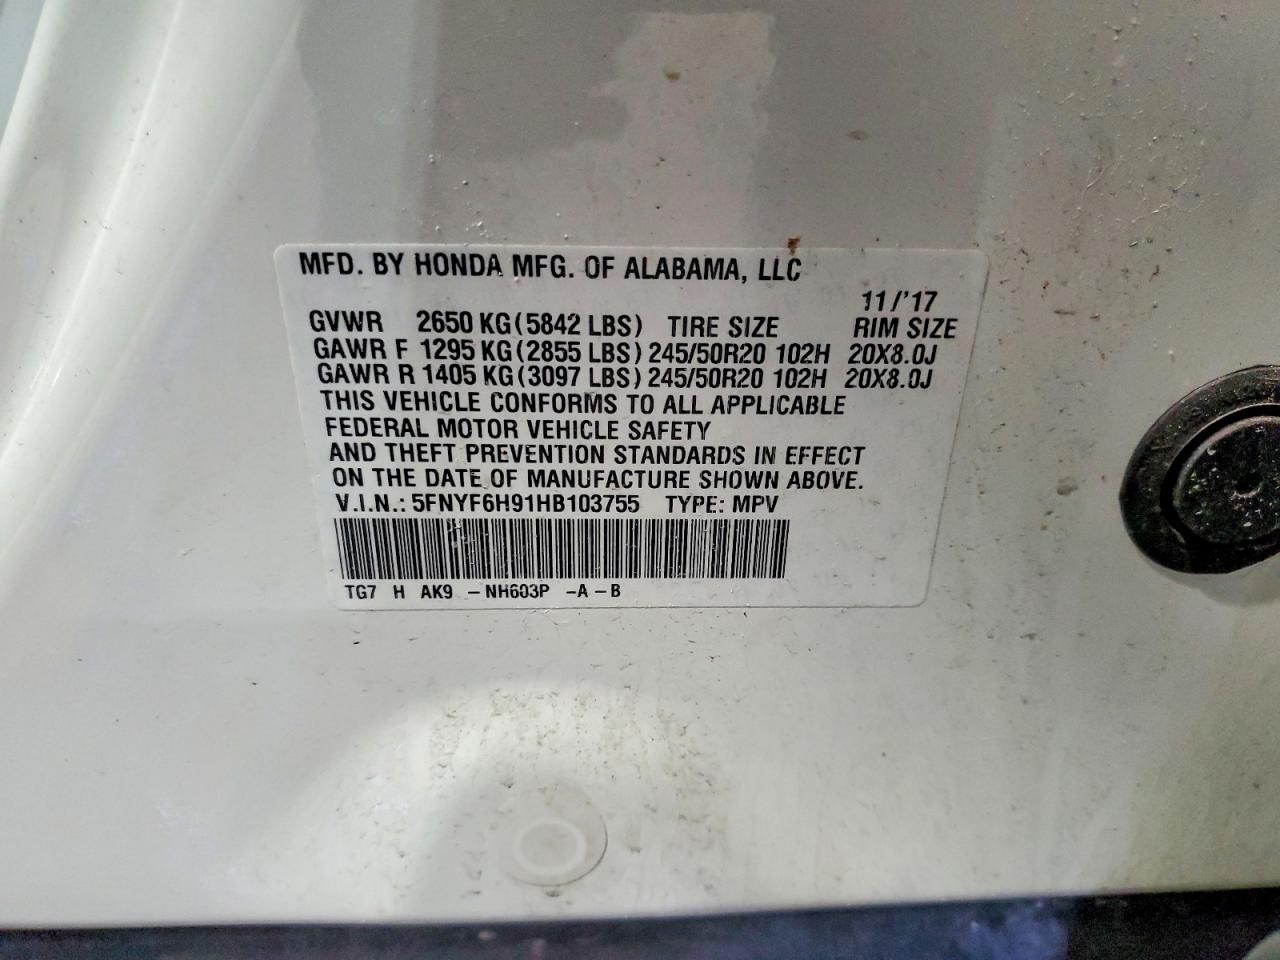 MFD. BY HONDA MFG. OF ALABAMA, LLC
11/'17
GVWR 2650 KG(5842 LBS) TIRE SIZE RIM SIZE
GAWR F 1295 KG(2855 LBS) 245/50R20 102H 20X8.0J
GAWR R 1405 KG(3097 LBS) 245/50R20 102H 20X8.0J
THIS VEHICLE CONFORMS TO ALL APPLICABLE
FEDERAL MOTOR VEHICLE SAFETY
AND THEFT PREVENTION STANDARDS IN EFFECT
ON THE DATE OF MANUFACTURE SHOWN ABOVE.
V.I.N.: 5FNYF6H91HB103755 TYPE: MPV
TG7 H AK9 -NH603P -A-B